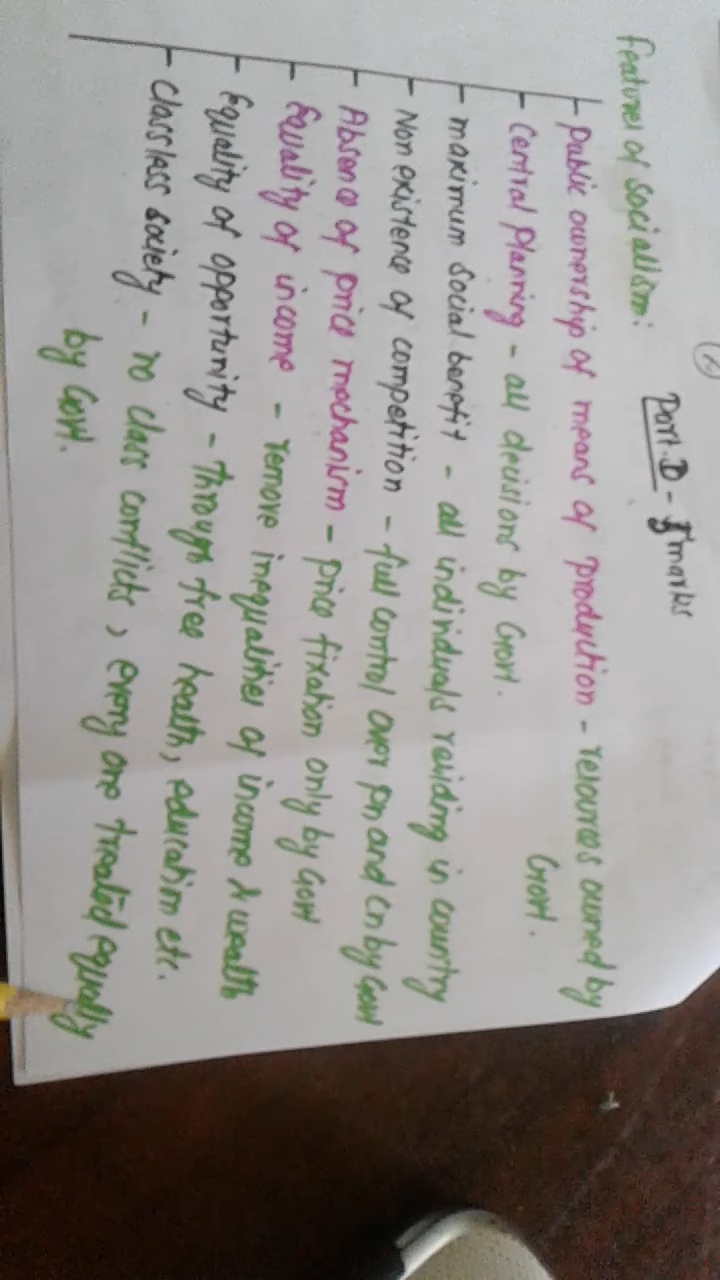 Part. D - 5 marks
Features of socialism:
Public ownership of means of production - resources owned by
Govt.
Central planning - all decisions by Govt.
maximum social benefit - all individuals residing in country
Non existence of competition - full control over pn and cn by Govt
Absence of price mechanism - price fixation only by Govt
Equality of income - remove inequalities of income & wealth
Equality of opportunity - through free health, education etc.
Classless society - no class conflicts, every one treated equally
by Govt.